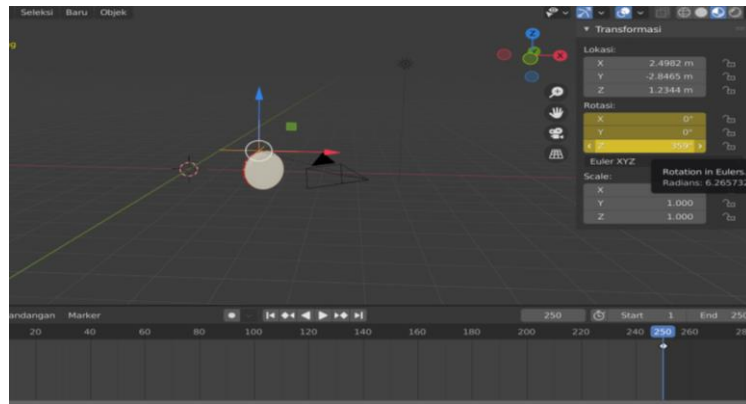 Seleksi Baru Objek
Transformasi
Lokasi:
X 2.4982 m
Y -2.8465 m
Z 1.2344 m
Rotasi:
X 0°
Y 0°
Z 359°
Euler XYZ
Rotation in Eulers
Radians: 6.265732
Scale:
X
Y 1.000
Z 1.000
Z
X
andangan Marker
250
Start 1 End 250
20 40 60 80 100 120 140 160 180 200 220 240 250 260